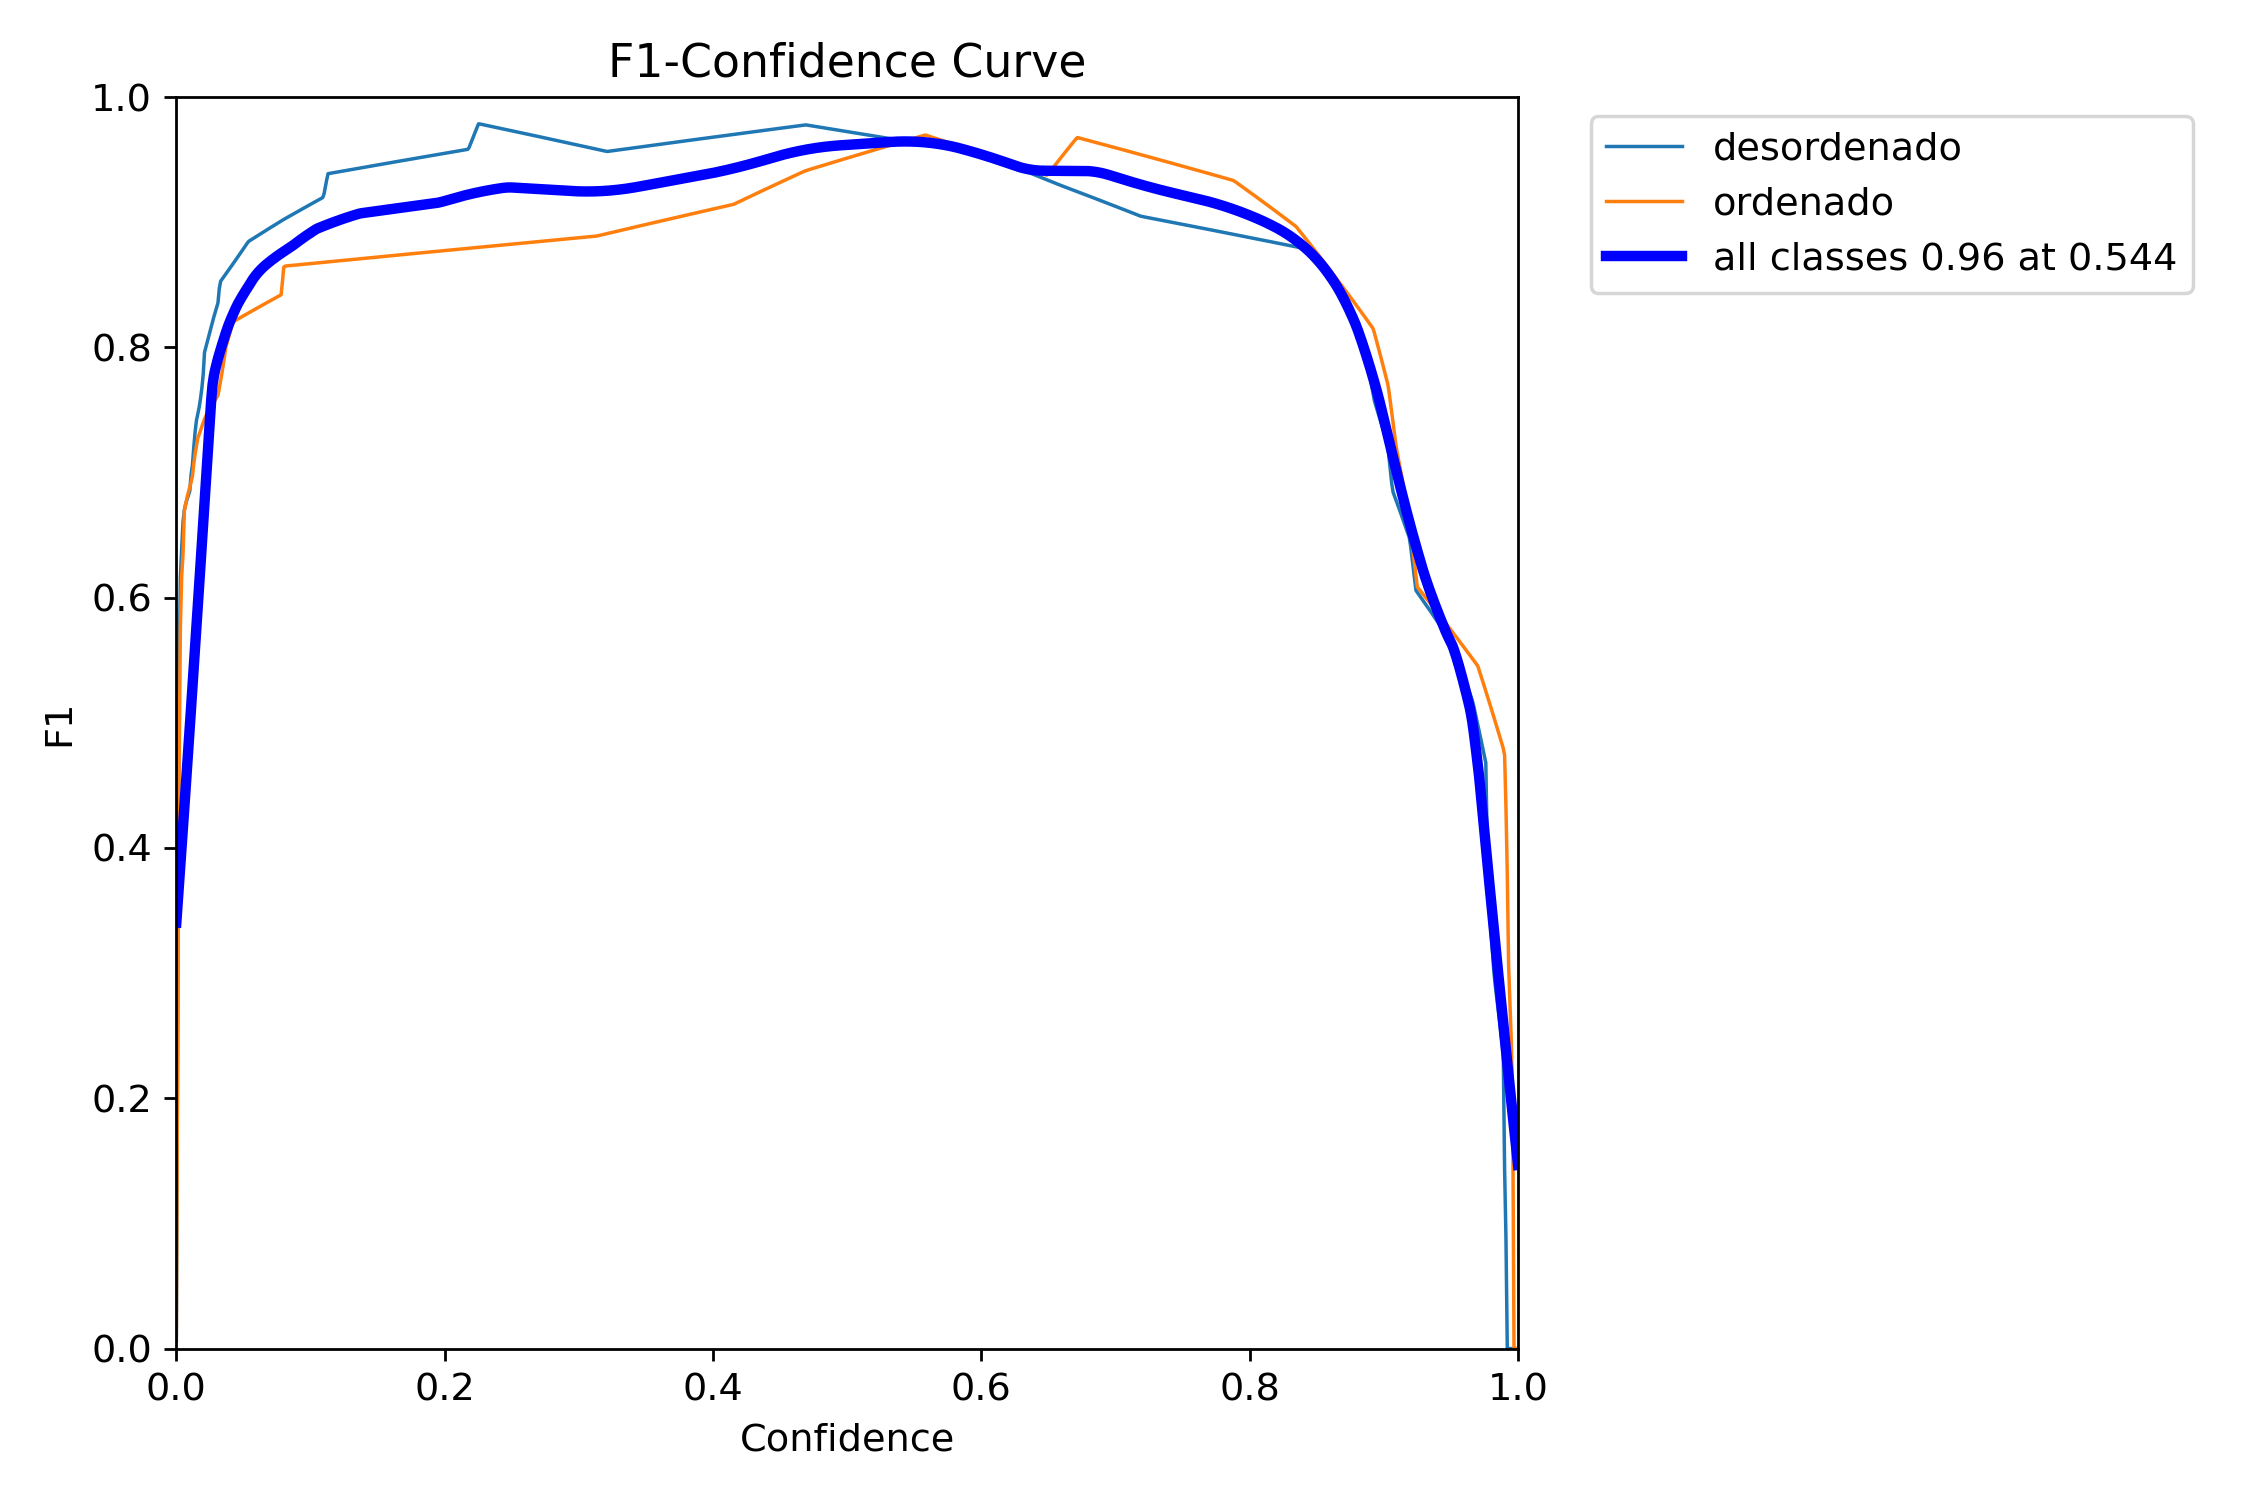 F1-Confidence Curve
1.0
0.8
0.6
0.4
0.2
0.0
F1
0.0 0.2 0.4 0.6 0.8 1.0
Confidence
desordenado
ordenado
all classes 0.96 at 0.544